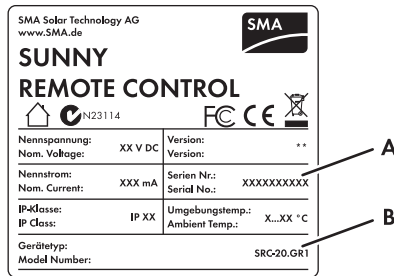 SMA Solar Technology AG
www.SMA.de
SMA
SUNNY
REMOTE CONTROL
N23114 FC CE
Nennspannung:
Nom. Voltage: XX V DC
Version:
Version: **
Nennstrom:
Nom. Current: XXX mA
Serien Nr.:
Serial No.: XXXXXXXXXX
A
IP-Klasse:
IP Class: IP XX
Umgebungstemp.:
Ambient Temp.: X...XX °C
B
Gerätetyp:
Model Number: SRC-20.GR1